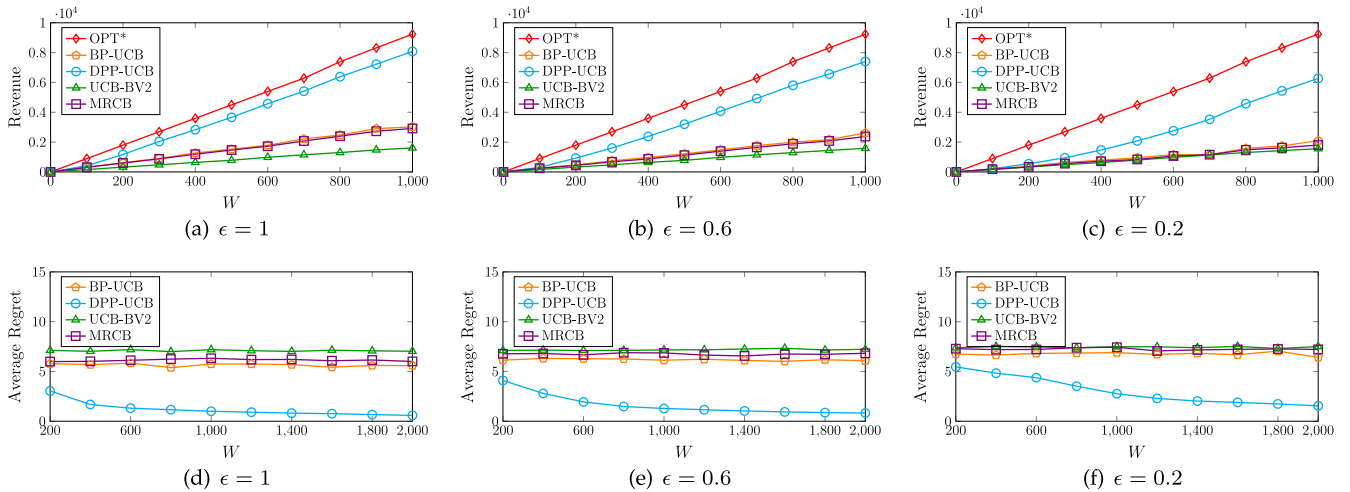 ·10⁴
1
0.8
0.6
0.4
0.2
0
Revenue
OPT*
BP-UCB
DPP-UCB
UCB-BV2
MRCB
0 200 400 600 800 1,000
W
(a) ϵ = 1
·10⁴
1
0.8
0.6
0.4
0.2
0
Revenue
OPT*
BP-UCB
DPP-UCB
UCB-BV2
MRCB
0 200 400 600 800 1,000
W
(b) ϵ = 0.6
·10⁴
1
0.8
0.6
0.4
0.2
0
Revenue
OPT*
BP-UCB
DPP-UCB
UCB-BV2
MRCB
0 200 400 600 800 1,000
W
(c) ϵ = 0.2
15
10
5
0
Average Regret
BP-UCB
DPP-UCB
UCB-BV2
MRCB
200 600 1,000 1,400 1,800 2,000
W
(d) ϵ = 1
15
10
5
0
Average Regret
BP-UCB
DPP-UCB
UCB-BV2
MRCB
200 600 1,000 1,400 1,800 2,000
W
(e) ϵ = 0.6
15
10
5
0
Average Regret
BP-UCB
DPP-UCB
UCB-BV2
MRCB
200 600 1,000 1,400 1,800 2,000
W
(f) ϵ = 0.2